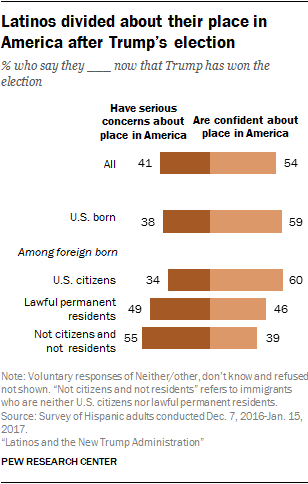 Latinos divided about their place in
America after Trump's election
% who say they ____ now that Trump has won the
election
Have serious
concerns about
place in America
Are confident about
place in America
All 41 54
U.S. born 38 59
Among foreign born
U.S. citizens 34 60
Lawful permanent
residents 49 46
Not citizens and
not residents 55 39
Note: Voluntary responses of Neither/other, don't know and refused
not shown. "Not citizens and not residents" refers to immigrants
who are neither U.S. citizens nor lawful permanent residents.
Source: Survey of Hispanic adults conducted Dec. 7, 2016-Jan. 15,
2017.
"Latinos and the New Trump Administration"
PEW RESEARCH CENTER